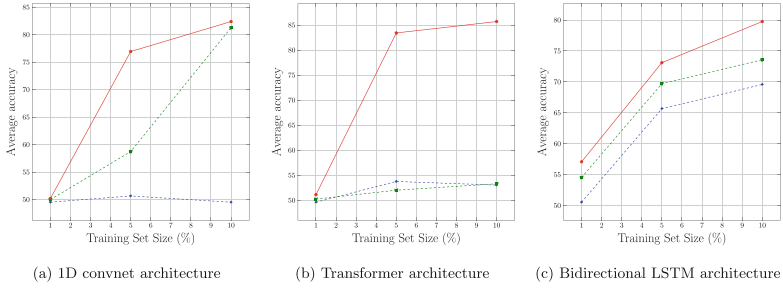 85
80
75
70
65
60
55
50
Average accuracy
1 2 3 4 5 6 7 8 9 10
Training Set Size (%)
(a) 1D convnet architecture
85
80
75
70
65
60
55
50
Average accuracy
1 2 3 4 5 6 7 8 9 10
Training Set Size (%)
(b) Transformer architecture
80
75
70
65
60
55
50
Average accuracy
1 2 3 4 5 6 7 8 9 10
Training Set Size (%)
(c) Bidirectional LSTM architecture